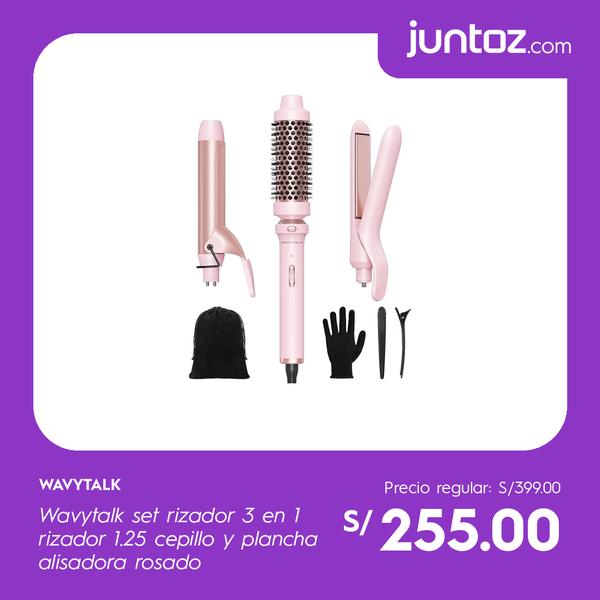 juntoz.com
WAVYTALK
WAVYTALK
Wavytalk set rizador 3 en 1
rizador 1.25 cepillo y plancha
alisadora rosado
Precio regular: S/399.00
S/255.00